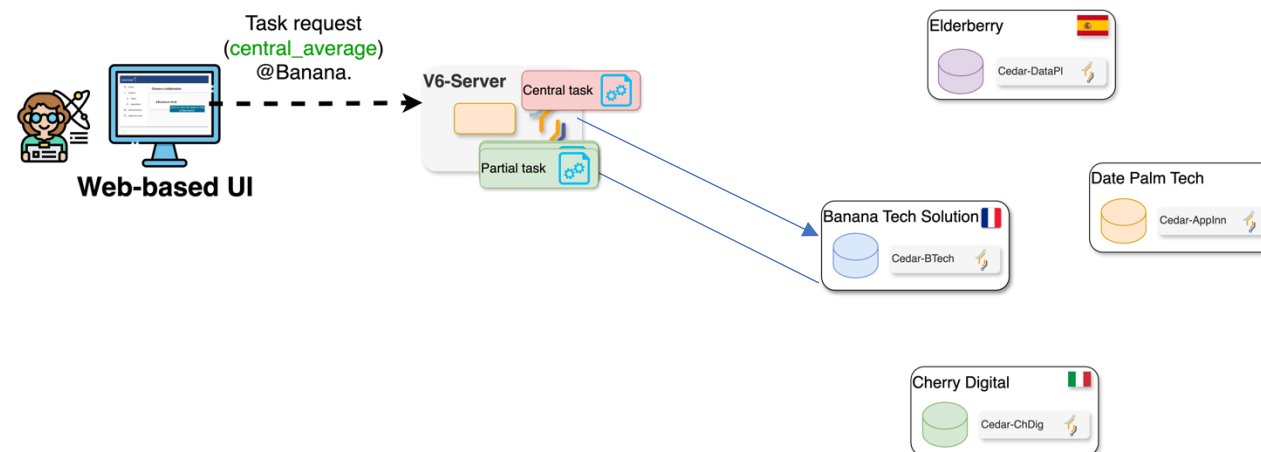 Task request
(central_average)
@Banana.
Web-based UI
V6-Server
Central task
Partial task
Elderberry
Cedar-DataPI
Date Palm Tech
Cedar-AppInn
Banana Tech Solution
Cedar-BTech
Cherry Digital
Cedar-ChDig